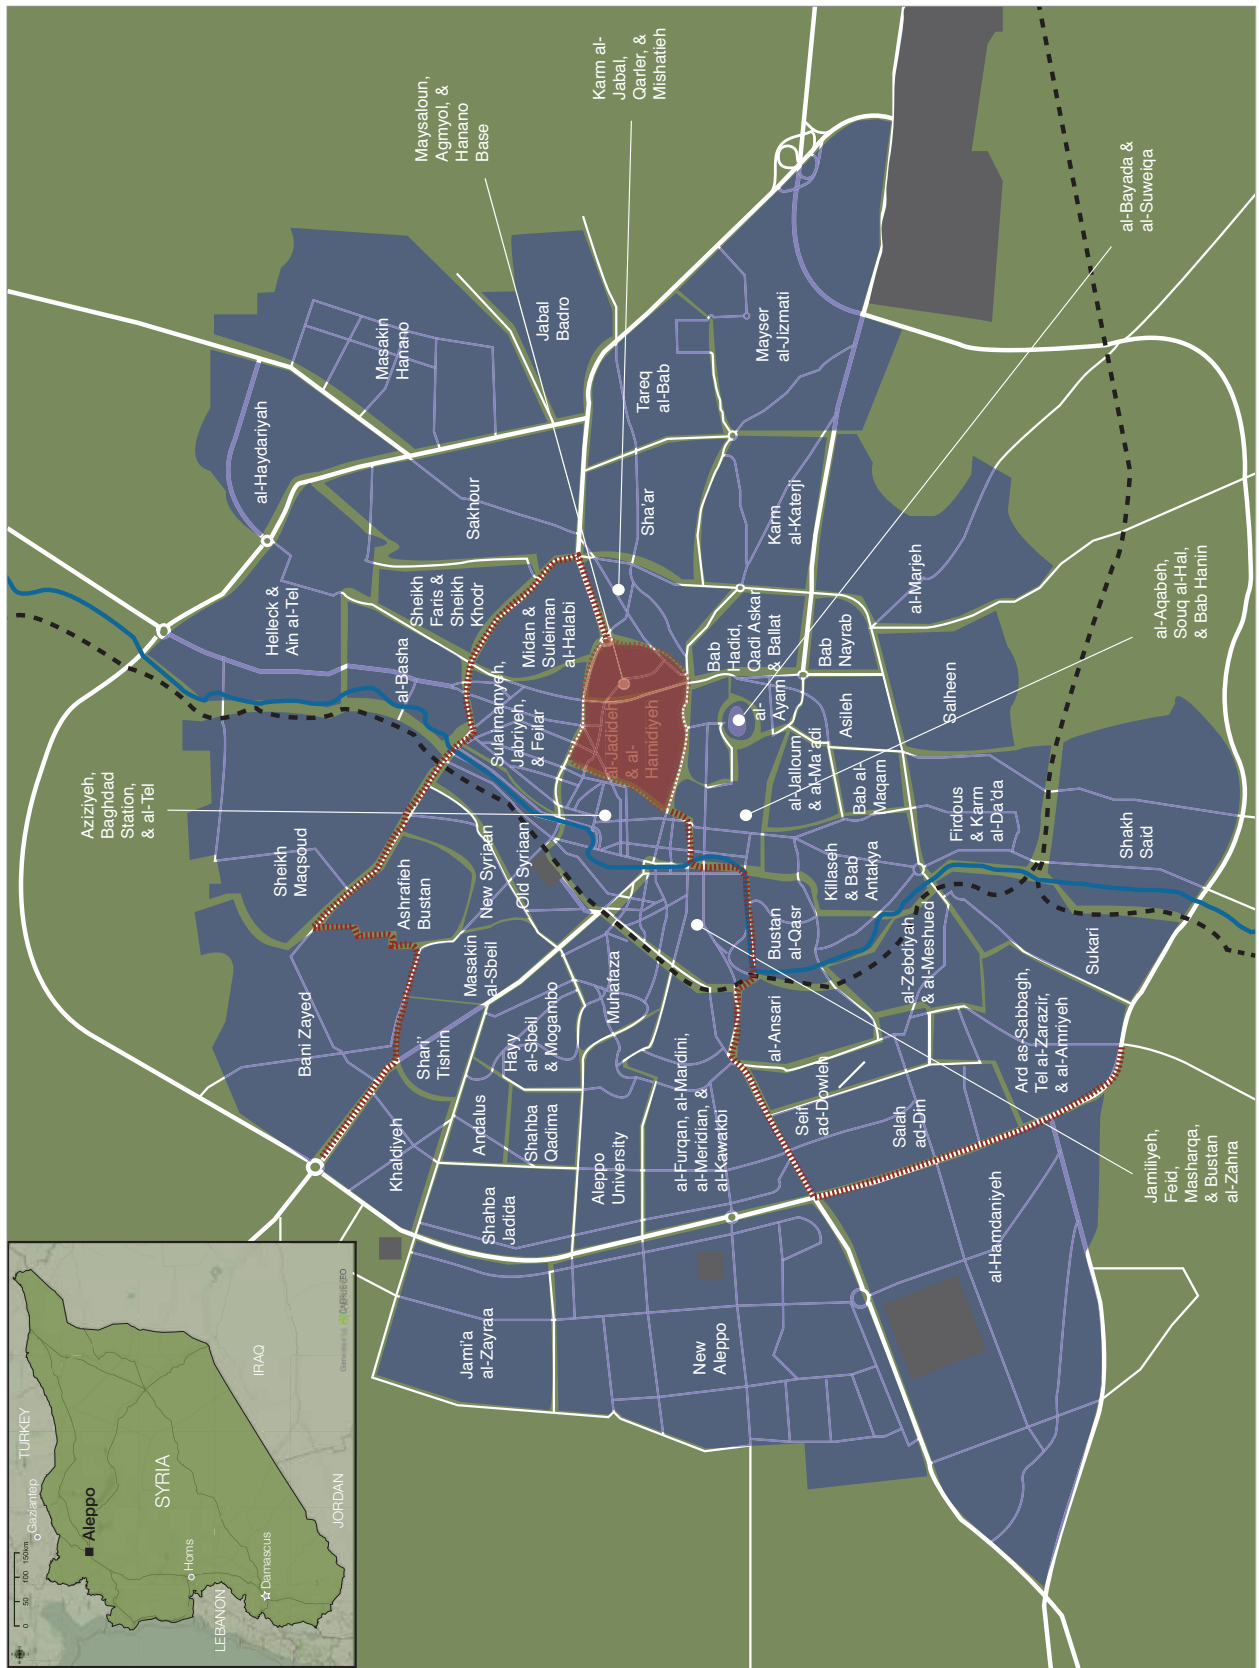 TURKEY
Gaziantep
0 50 100 150km
Aleppo
SYRIA
Homs
LEBANON
Damascus
IRAQ
JORDAN
Aziziyeh,
Baghdad
Station,
& al-Tel
Sheikh
Maqsoud
Bani Zayed
Helleck &
Ain al-Tel
al-Haydariyah
Masakin
Hanano
Khaldiyeh
Shari'
Tishrin
Ashrafieh
Bustan
al-Basha
Sheikh
Faris &
Sheikh
Khodr
Sakhour
Maysaloun,
Agmyol, &
Hanano
Base
Jami'a
al-Zayraa
Shahba
Jadida
Andalus
Masakin
al-Sbeil
New Syriaan
Old Syriaan
Sulaimamyeh,
Jabriyeh,
& Feilar
Midan &
Suleiman
al-Halabi
Jabal
Badro
Shahba
Qadima
Hayy
al-Sbeil
& Mogambo
Muhafaza
Aleppo
University
al-Jadideh
& al-
Hamidiyeh
Karm al-
Jabal,
Qarler, &
Mishatieh
Sha'ar
Tareq
al-Bab
New
Aleppo
al-Furqan, al-Mardini,
al-Meridian, &
al-Kawakbi
Bab
Hadid,
Qadi Askar
& Ballat
al-
Ayam
Mayser
al-Jizmati
Karm
al-Katerji
al-Ansari
Bustan
al-Qasr
al-Jalloum
& al-Ma'adi
Seif
ad-Dowleh
Killaseh
& Bab
Antakya
Bab al-
Maqam
Asileh
Bab
Nayrab
Salah
ad-Din
al-Zebdiyah
& al-Meshued
al-Marjeh
Firdous
& Karm
al-Da'da
Salheen
al-Hamdaniyeh
Ard as-Sabbagh,
Tel al-Zarazir,
& al-Amriyeh
Sukari
Shakh
Said
al-Bayada &
al-Suweiqa
Jamiliyeh,
Feid,
Masharqa,
& Bustan
al-Zahra
al-Aqabeh,
Souq al-Hal,
& Bab Hanin